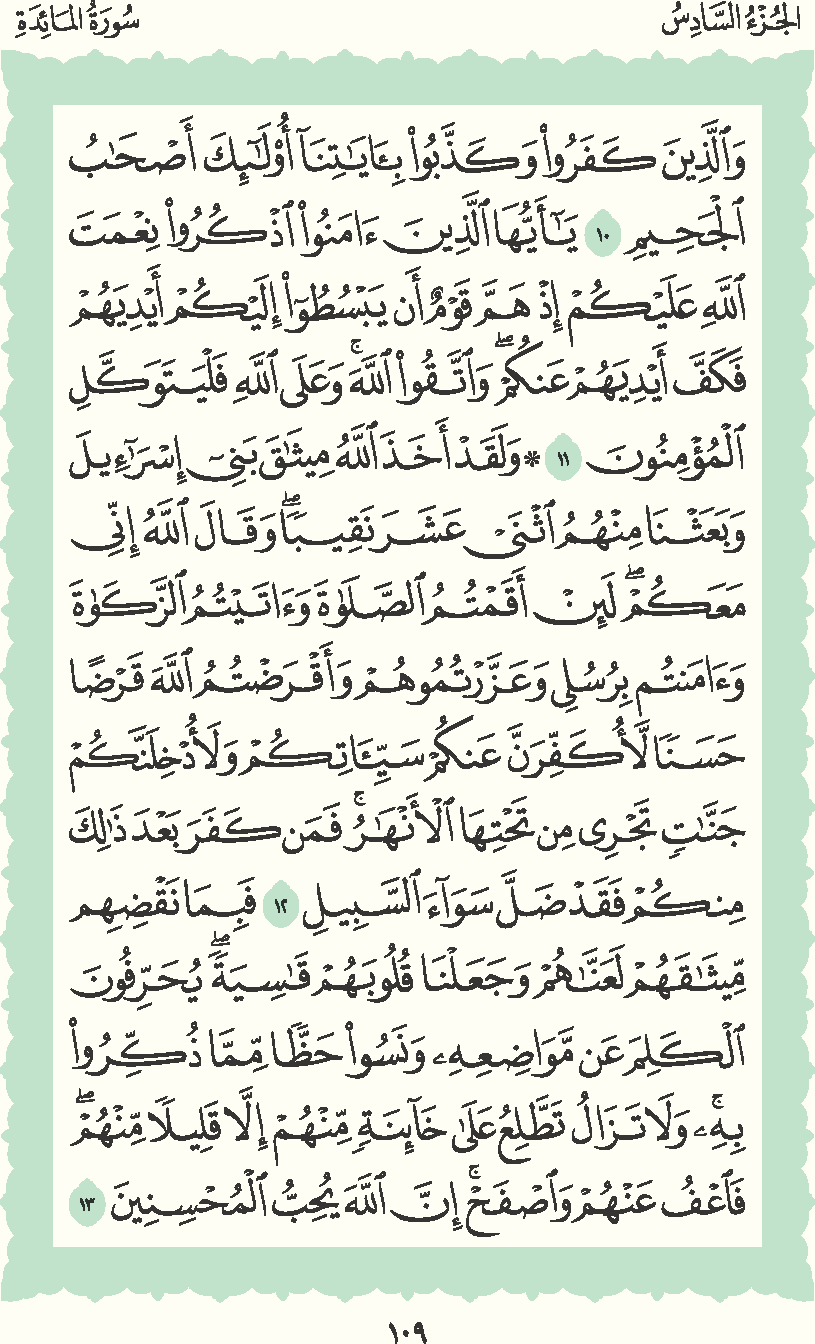 الجُزْءُ السَّادِسُ
سُورَةُ المَائِدَةِ
وَٱلَّذِينَ كَفَرُوا۟ وَكَذَّبُوا۟ بِـَٔايَـٰتِنَآ أُو۟لَـٰٓئِكَ أَصْحَـٰبُ
ٱلْجَحِيمِ ١٠ يَـٰٓأَيُّهَا ٱلَّذِينَ ءَامَنُوا۟ ٱذْكُرُوا۟ نِعْمَتَ
ٱللَّهِ عَلَيْكُمْ إِذْ هَمَّ قَوْمٌ أَن يَبْسُطُوٓا۟ إِلَيْكُمْ أَيْدِيَهُمْ
فَكَفَّ أَيْدِيَهُمْ عَنكُمْ ۖ وَٱتَّقُوا۟ ٱللَّهَ ۚ وَعَلَى ٱللَّهِ فَلْيَتَوَكَّلِ
ٱلْمُؤْمِنُونَ ١١ * وَلَقَدْ أَخَذَ ٱللَّهُ مِيثَـٰقَ بَنِىٓ إِسْرَٰٓءِيلَ
وَبَعَثْنَا مِنْهُمُ ٱثْنَىْ عَشَرَ نَقِيبًا ۖ وَقَالَ ٱللَّهُ إِنِّى
مَعَكُمْ ۖ لَئِنْ أَقَمْتُمُ ٱلصَّلَوٰةَ وَءَاتَيْتُمُ ٱلزَّكَوٰةَ
وَءَامَنتُم بِرُسُلِى وَعَزَّرْتُمُوهُمْ وَأَقْرَضْتُمُ ٱللَّهَ قَرْضًا
حَسَنًا لَّأُكَفِّرَنَّ عَنكُمْ سَيِّـَٔاتِكُمْ وَلَأُدْخِلَنَّكُمْ
جَنَّـٰتٍ تَجْرِى مِن تَحْتِهَا ٱلْأَنْهَـٰرُ ۚ فَمَن كَفَرَ بَعْدَ ذَٰلِكَ
مِنكُمْ فَقَدْ ضَلَّ سَوَآءَ ٱلسَّبِيلِ ١٢ فَبِمَا نَقْضِهِم
مِّيثَـٰقَهُمْ لَعَنَّـٰهُمْ وَجَعَلْنَا قُلُوبَهُمْ قَـٰسِيَةً ۖ يُحَرِّفُونَ
ٱلْكَلِمَ عَن مَّوَاضِعِهِۦ وَنَسُوا۟ حَظًّا مِّمَّا ذُكِّرُوا۟
بِهِۦ ۚ وَلَا تَزَالُ تَطَّلِعُ عَلَىٰ خَآئِنَةٍ مِّنْهُمْ إِلَّا قَلِيلًا مِّنْهُمْ ۖ
فَٱعْفُ عَنْهُمْ وَٱصْفَحْ ۚ إِنَّ ٱللَّهَ يُحِبُّ ٱلْمُحْسِنِينَ ١٣
١٠٩